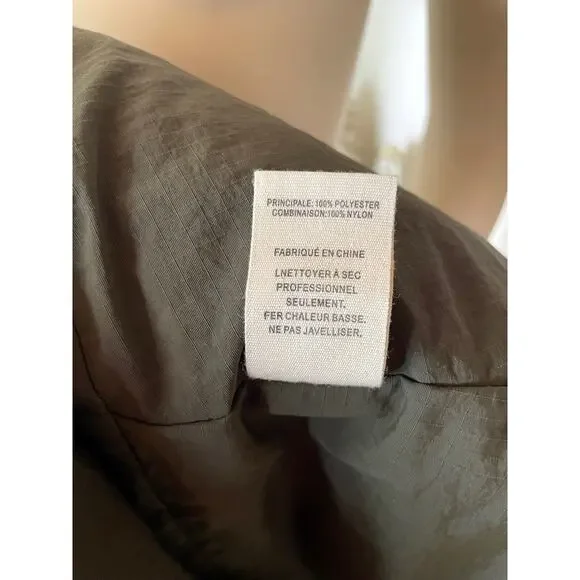 PRINCIPALE: 100% POLYESTER
COMBINAISON:100% NYLON
FABRIQUÉ EN CHINE
LNETTOYER À SEC
PROFESSIONNEL
SEULEMENT.
FER CHALEUR BASSE.
NE PAS JAVELLISER.